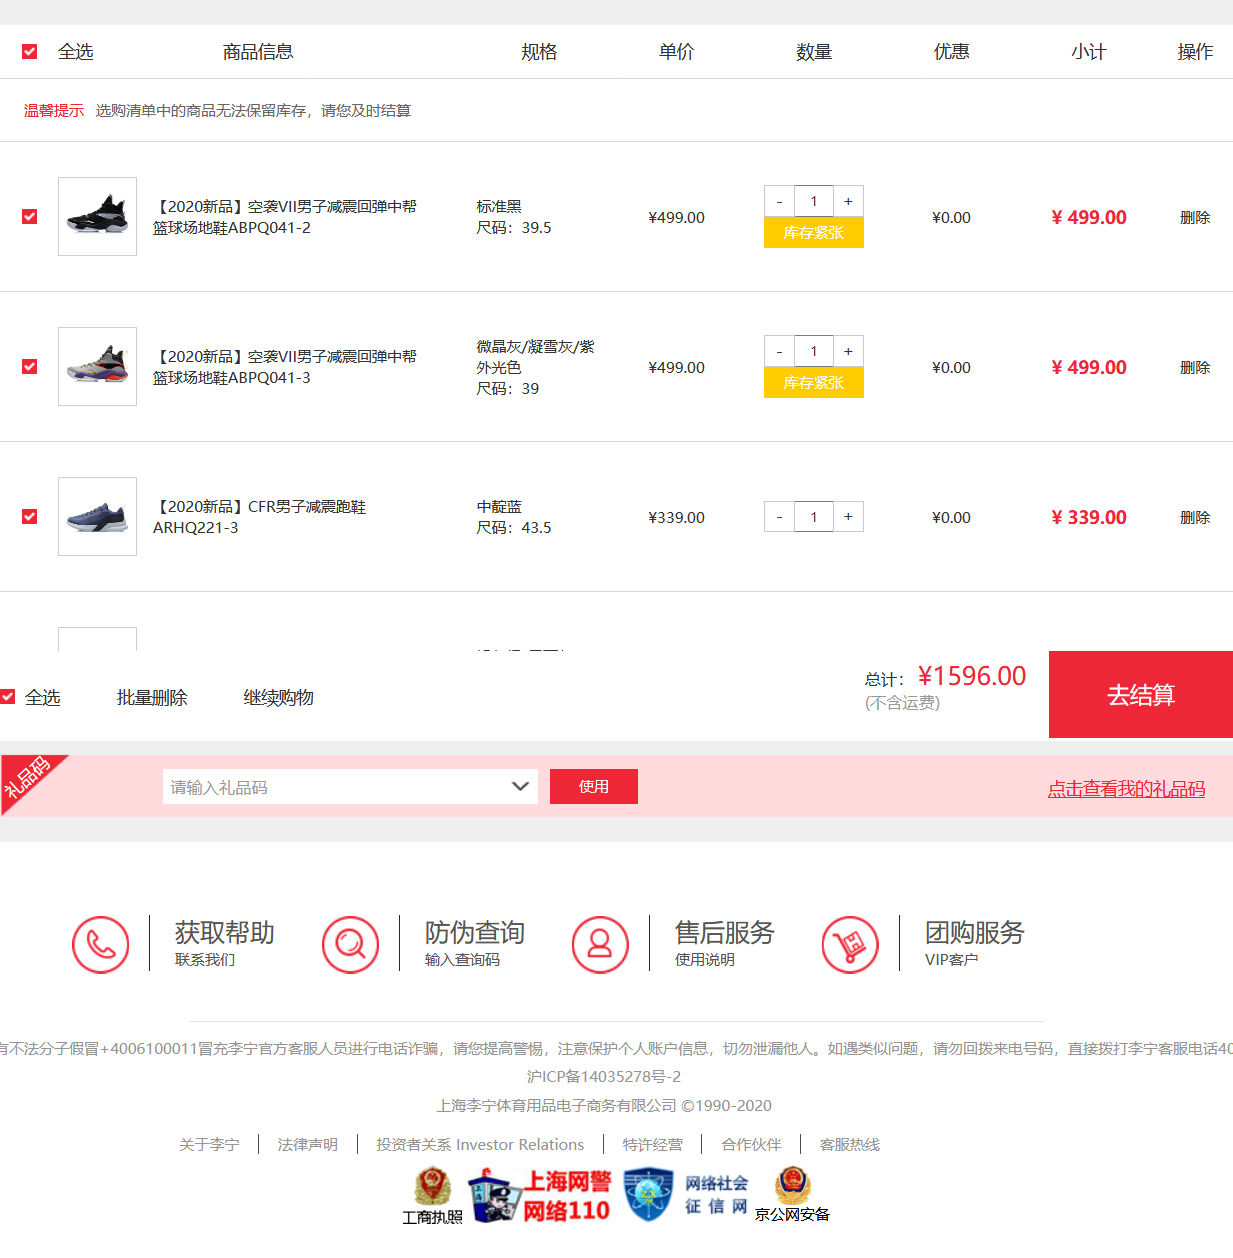 全选 商品信息 规格 单价 数量 优惠 小计 操作
温馨提示 选购清单中的商品无法保留库存，请您及时结算
【2020新品】空袭VII男子减震回弹中帮
篮球场地鞋ABPQ041-2
标准黑
尺码：39.5
¥499.00
- 1 +
库存紧张
¥0.00
¥ 499.00
删除
【2020新品】空袭VII男子减震回弹中帮
篮球场地鞋ABPQ041-3
微晶灰/凝雪灰/紫
外光色
尺码：39
¥499.00
- 1 +
库存紧张
¥0.00
¥ 499.00
删除
【2020新品】CFR男子减震跑鞋
ARHQ221-3
中靛蓝
尺码：43.5
¥339.00
- 1 +
¥0.00
¥ 339.00
删除
全选 批量删除 继续购物
总计： ¥1596.00
(不含运费)
去结算
礼品码
请输入礼品码
使用
点击查看我的礼品码
获取帮助
联系我们
防伪查询
输入查询码
售后服务
使用说明
团购服务
VIP客户
有不法分子假冒+4006100011冒充李宁官方客服人员进行电话诈骗，请您提高警惕，注意保护个人账户信息，切勿泄漏他人。如遇类似问题，请勿回拨来电号码，直接拨打李宁客服电话40
沪ICP备14035278号-2
上海李宁体育用品电子商务有限公司 ©1990-2020
关于李宁 法律声明 投资者关系 Investor Relations 特许经营 合作伙伴 客服热线
工商执照
上海网警
网络110
网络社会
征信网
京公网安备